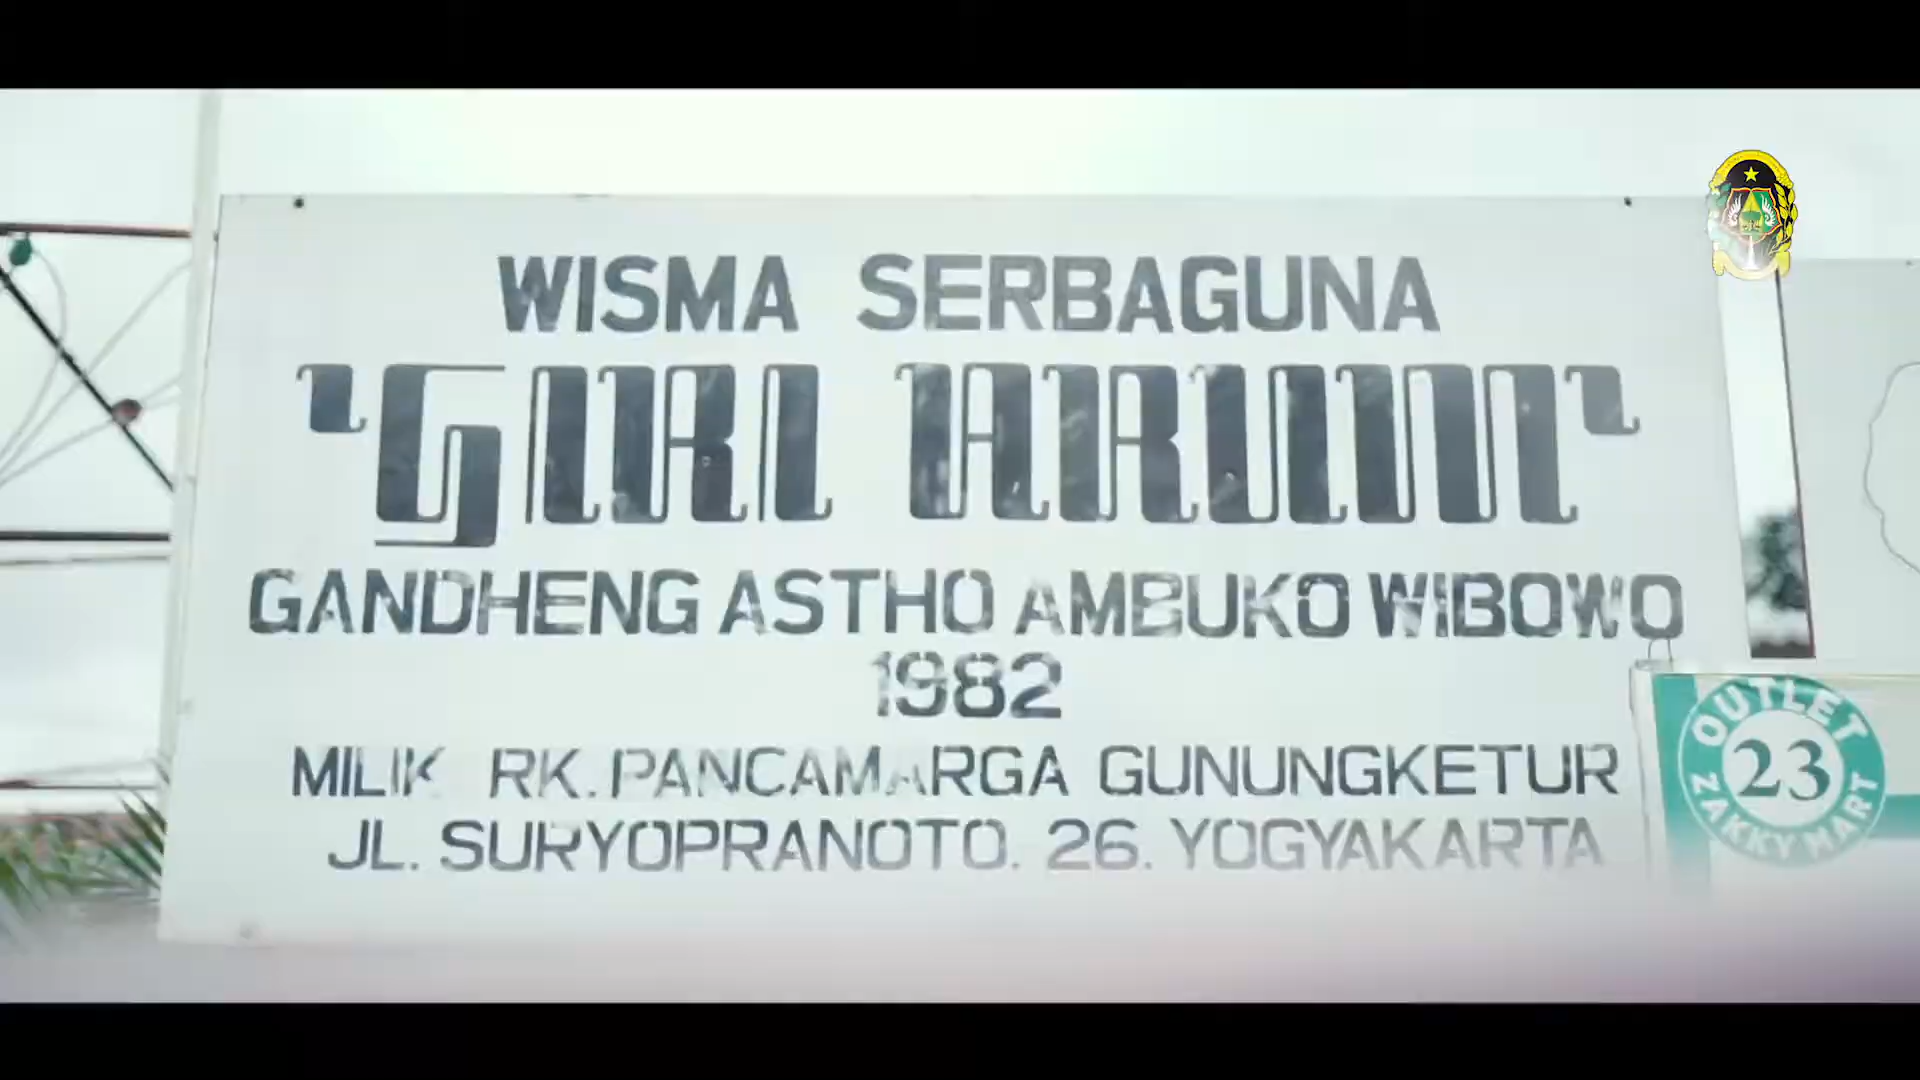 WISMA SERBAGUNA
'GIRI ARUM'
GANDHENG ASTHO AMBUKO WIBOWO
1982
MILIK RK. PANCAMARGA GUNUNGKETUR
JL. SURYOPRANOTO. 26. YOGYAKARTA
OUTLET
23
ZAKKY MART